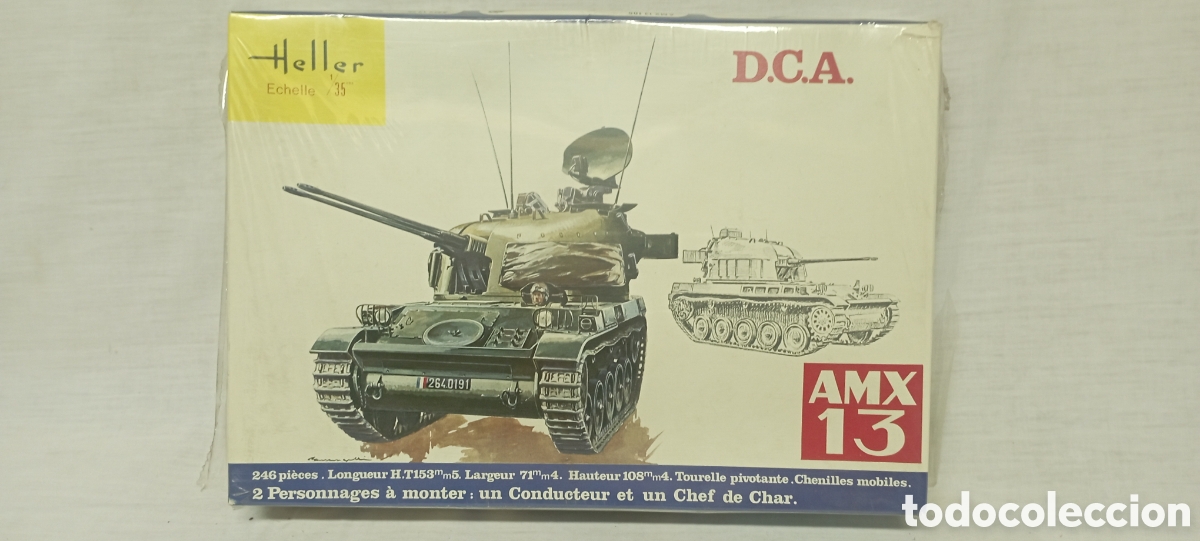 Heller
Echelle 1/35
D.C.A.
2640191
AMX
13
246 pièces. Longueur H.T153mm5. Largeur 71mm4. Hauteur 108mm4. Tourelle pivotante. Chenilles mobiles.
2 Personnages à monter: un Conducteur et un Chef de Char.
todocoleccion